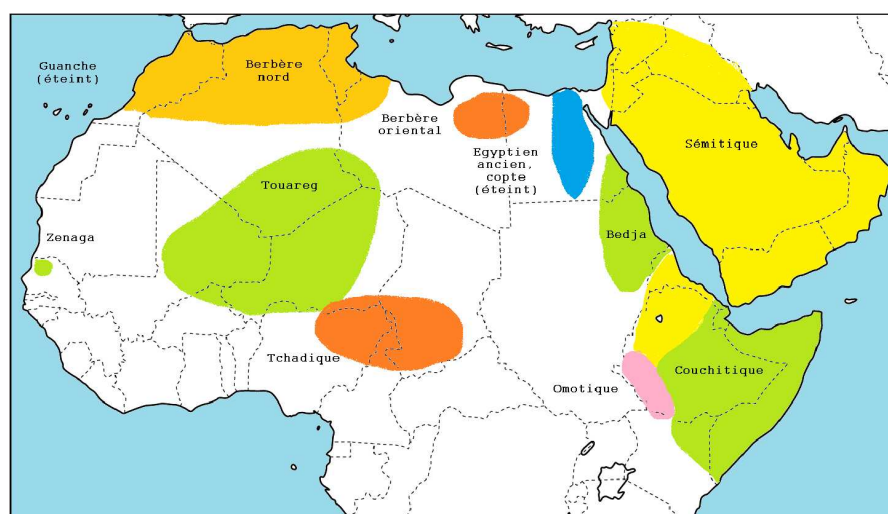 Guanche
(éteint)
Berbère
nord
Berbère
oriental
Egyptien
ancien,
copte
(éteint)
Sémitique
Touareg
Zenaga
Bedja
Tchadique
Omotique
Couchitique